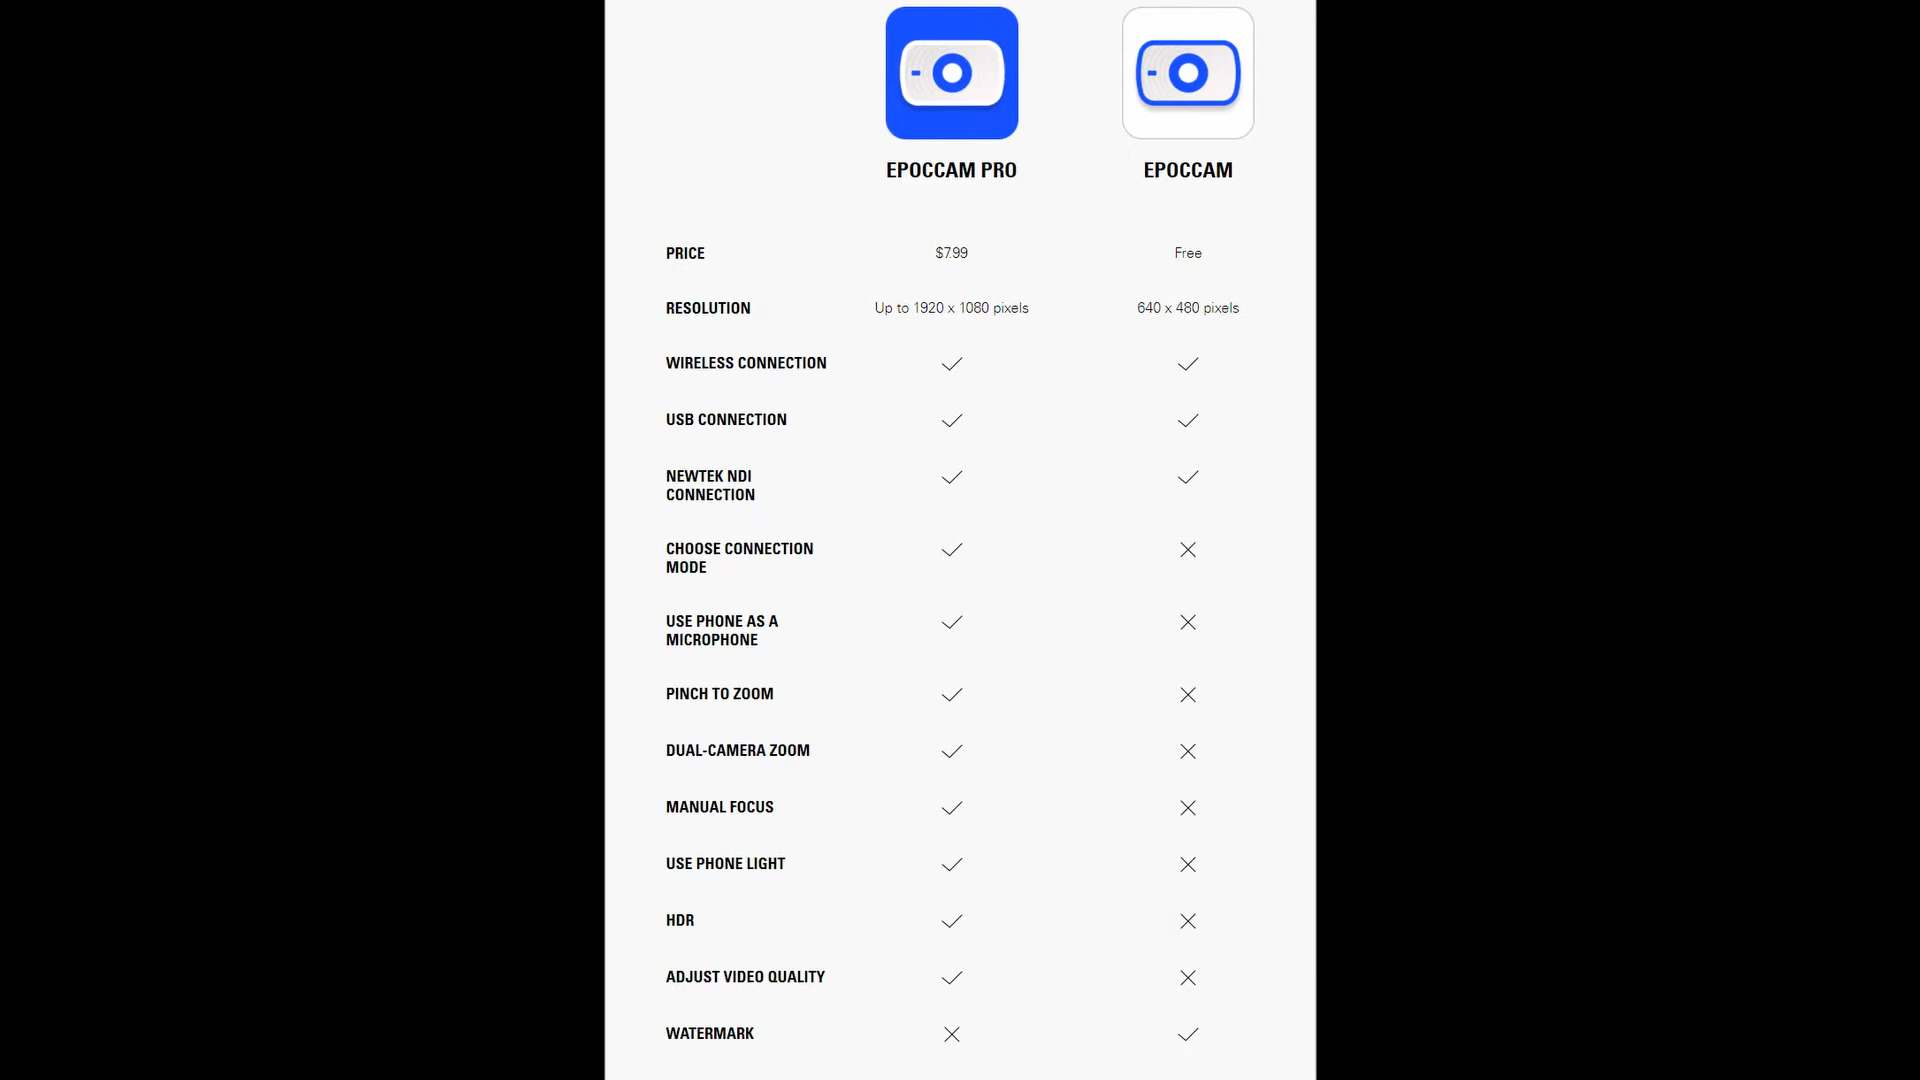 EPOCCAM PRO EPOCCAM
PRICE $7.99 Free
RESOLUTION Up to 1920 x 1080 pixels 640 x 480 pixels
WIRELESS CONNECTION
USB CONNECTION
NEWTEK NDI
CONNECTION
CHOOSE CONNECTION
MODE
USE PHONE AS A
MICROPHONE
PINCH TO ZOOM
DUAL-CAMERA ZOOM
MANUAL FOCUS
USE PHONE LIGHT
HDR
ADJUST VIDEO QUALITY
WATERMARK